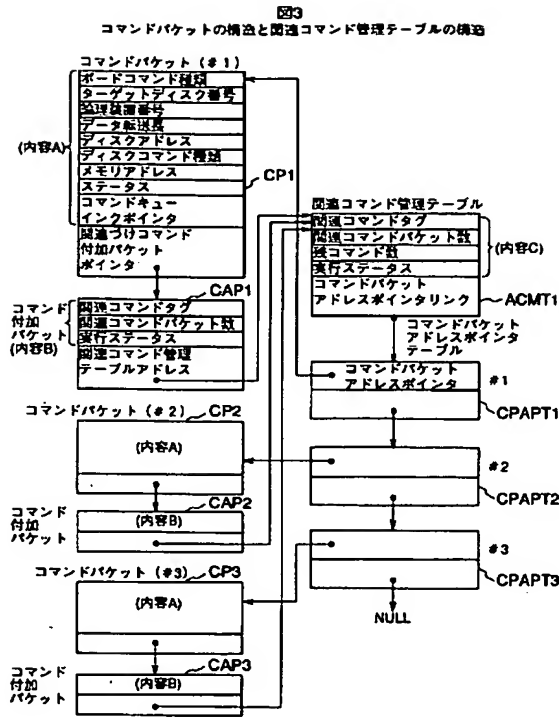 図3
コマンドパケットの構造と関連コマンド管理テーブルの構造
コマンドパケット(#1)
ボードコマンド種類
ターゲットディスク番号
論理装置番号
データ転送長
ディスクアドレス
ディスクコマンド種類
メモリアドレス
ステータス
コマンドキュー
インクポインタ
関連づけコマンド
付加パケット
ポインタ
(内容A)
CP1
CAP1
コマンド
付加
パケット
(内容B)
関連コマンドタグ
関連コマンドパケット数
実行ステータス
関連コマンド管理
テーブルアドレス
関連コマンド管理テーブル
関連コマンドタグ
関連コマンドパケット数
残コマンド数
実行ステータス
コマンドパケット
アドレスポインタリンク
(内容C)
ACMT1
コマンドパケット
アドレスポインタ
テーブル
コマンドパケット
アドレスポインタ
#1
CPAPT1
コマンドパケット(#2)
CP2
(内容A)
CAP2
コマンド
付加
パケット
(内容B)
#2
CPAPT2
コマンドパケット(#3)
CP3
(内容A)
CAP3
コマンド
付加
パケット
(内容B)
#3
CPAPT3
NULL